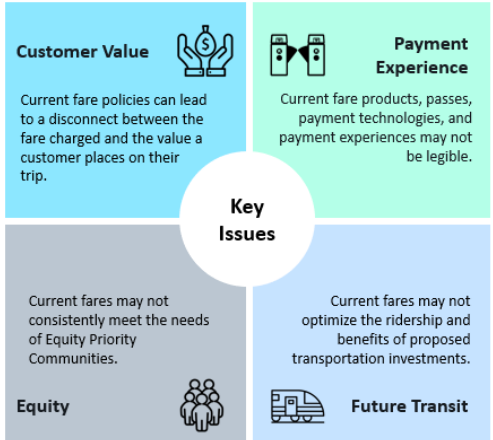 Customer Value
Current fare policies can lead
to a disconnect between the
fare charged and the value a
customer places on their
trip.
Payment
Experience
Current fare products, passes,
payment technologies, and
payment experiences may not
be legible.
Key
Issues
Current fares may not
consistently meet the needs
of Equity Priority
Communities.
Equity
Current fares may not
optimize the ridership and
benefits of proposed
transportation investments.
Future Transit